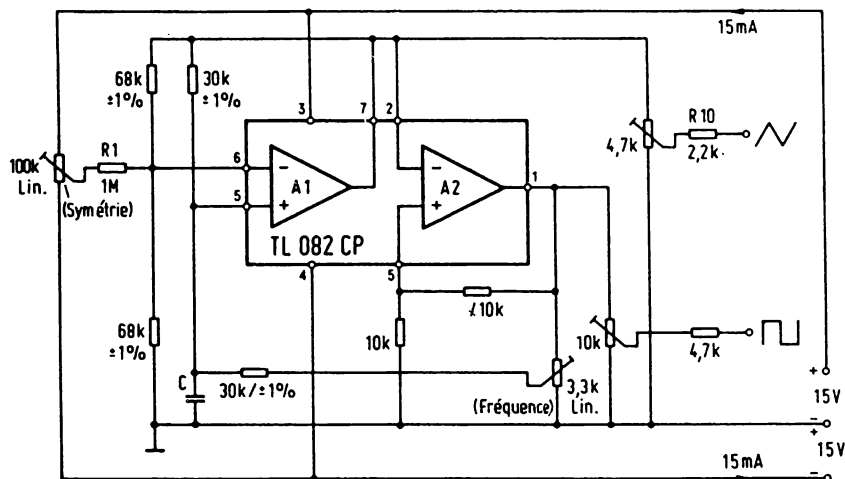 15mA
68k
±1%
30k
±1%
3
7
2
4,7k
R 10
2,2k
R1
1M
100k
Lin.
(Symétrie)
6
5
−
+
A1
−
+
A2
1
TL 082 CP
4
5
10k
10k
68k
±1%
C
30k/±1%
(Fréquence)
3,3k
Lin.
10k
4,7k
+
15V
−
+
15V
−
15mA